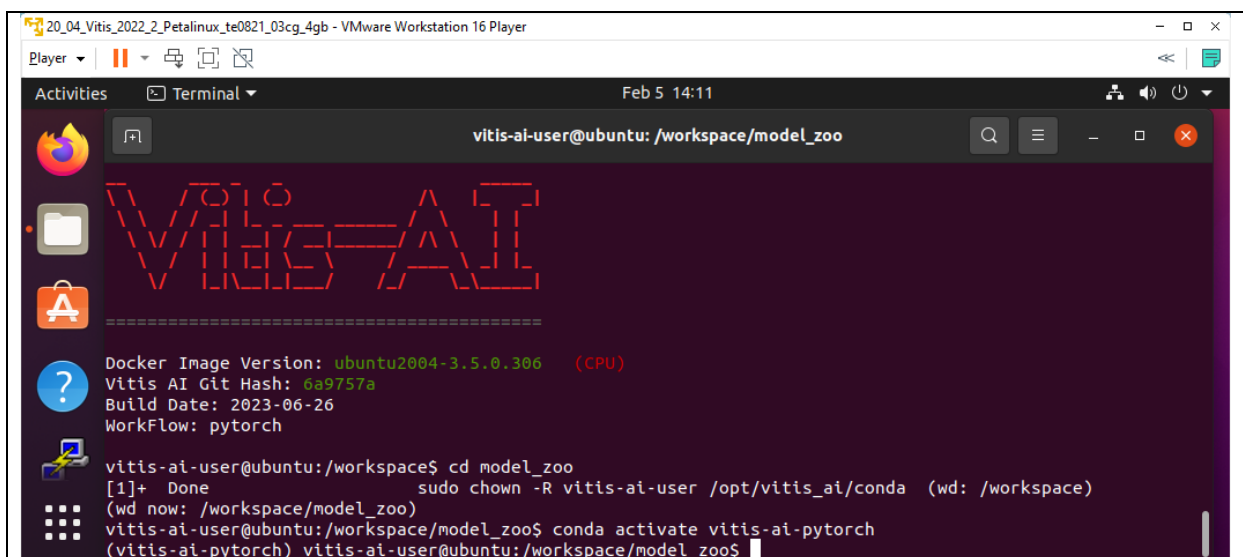 20_04_Vitis_2022_2_Petalinux_te0821_03cg_4gb - VMware Workstation 16 Player
Player
Activities Terminal Feb 5 14:11
vitis-ai-user@ubuntu: /workspace/model_zoo
Vitis-AI
==========================================
Docker Image Version: ubuntu2004-3.5.0.306 (CPU)
Vitis AI Git Hash: 6a9757a
Build Date: 2023-06-26
WorkFlow: pytorch
vitis-ai-user@ubuntu:/workspace$ cd model_zoo
[1]+ Done sudo chown -R vitis-ai-user /opt/vitis_ai/conda (wd: /workspace)
(wd now: /workspace/model_zoo)
vitis-ai-user@ubuntu:/workspace/model_zoo$ conda activate vitis-ai-pytorch
(vitis-ai-pytorch) vitis-ai-user@ubuntu:/workspace/model_zoo$